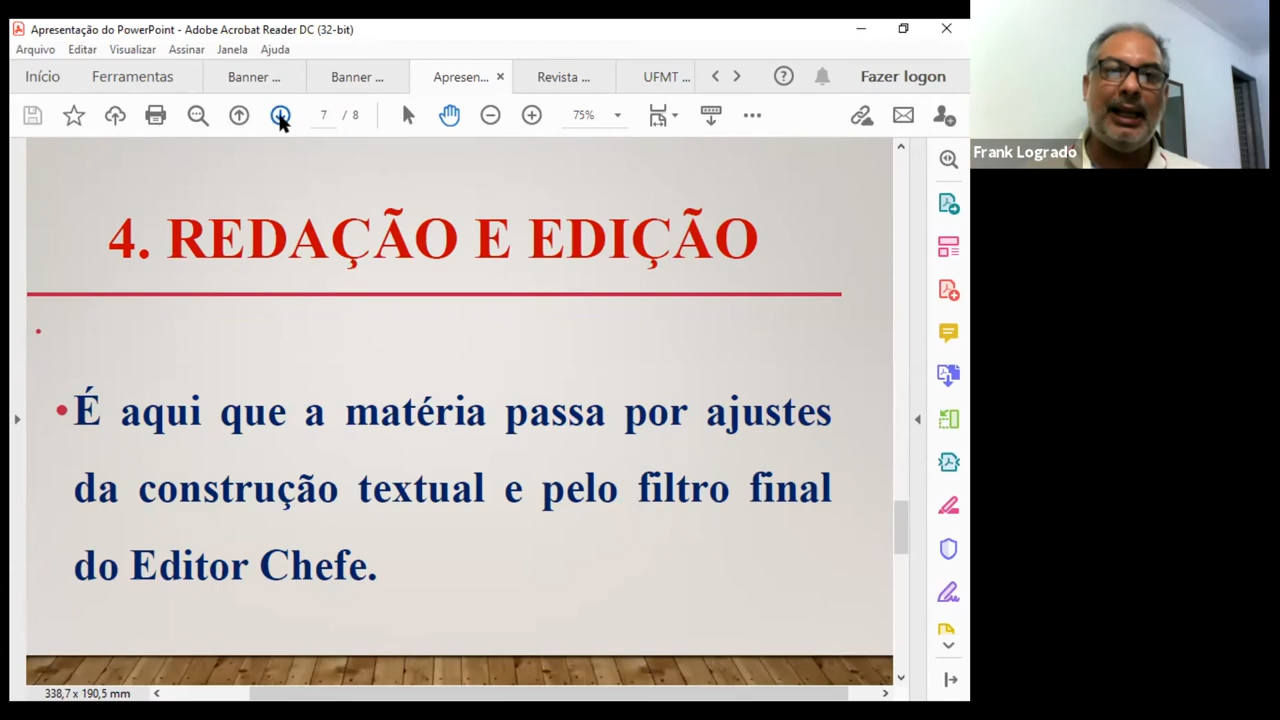 Apresentação do PowerPoint - Adobe Acrobat Reader DC (32-bit)
Arquivo Editar Visualizar Assinar Janela Ajuda
Início Ferramentas Banner ... Banner ... Apresen... × Revista ... UFMT ... Fazer logon
7 / 8 75%
Frank Logrado
4. REDAÇÃO E EDIÇÃO
•
•É aqui que a matéria passa por ajustes
da construção textual e pelo filtro final
do Editor Chefe.
338,7 x 190,5 mm